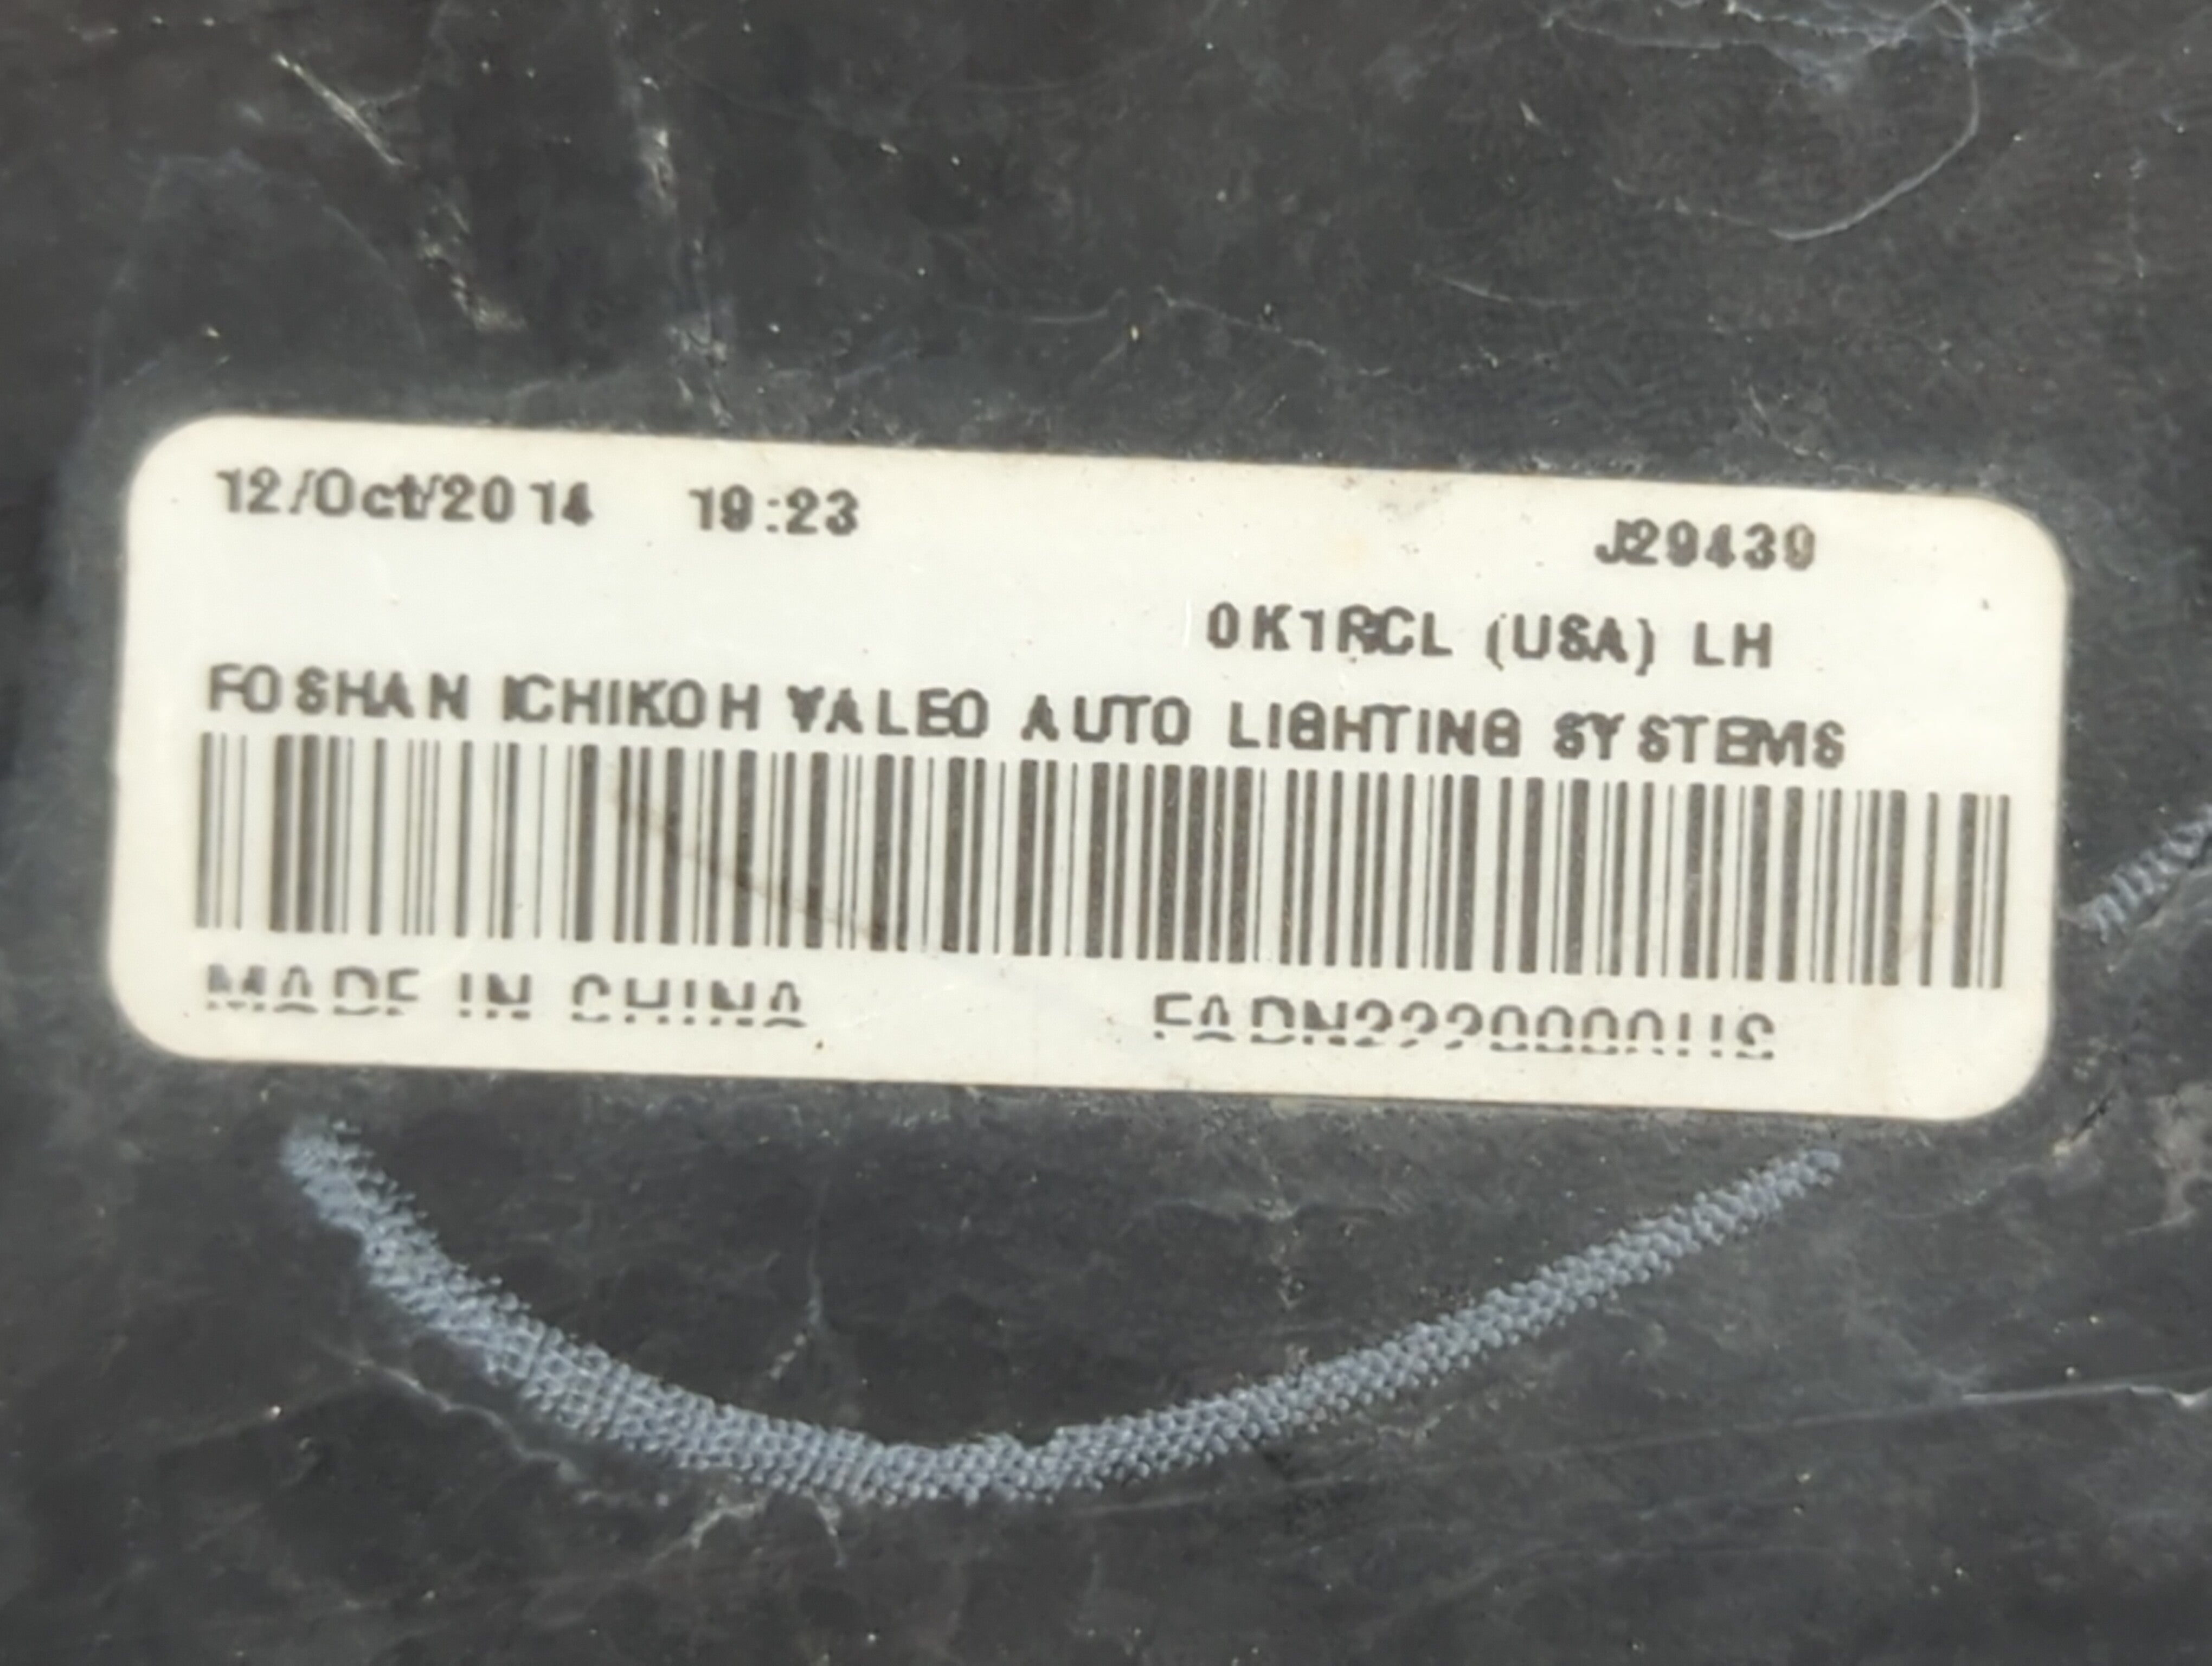 12/Oct/2014 19:23 J29439
0K1RCL (USA) LH
FOSHAN ICHIKOH VALEO AUTO LIGHTING SYSTEMS
MADE IN CHINA